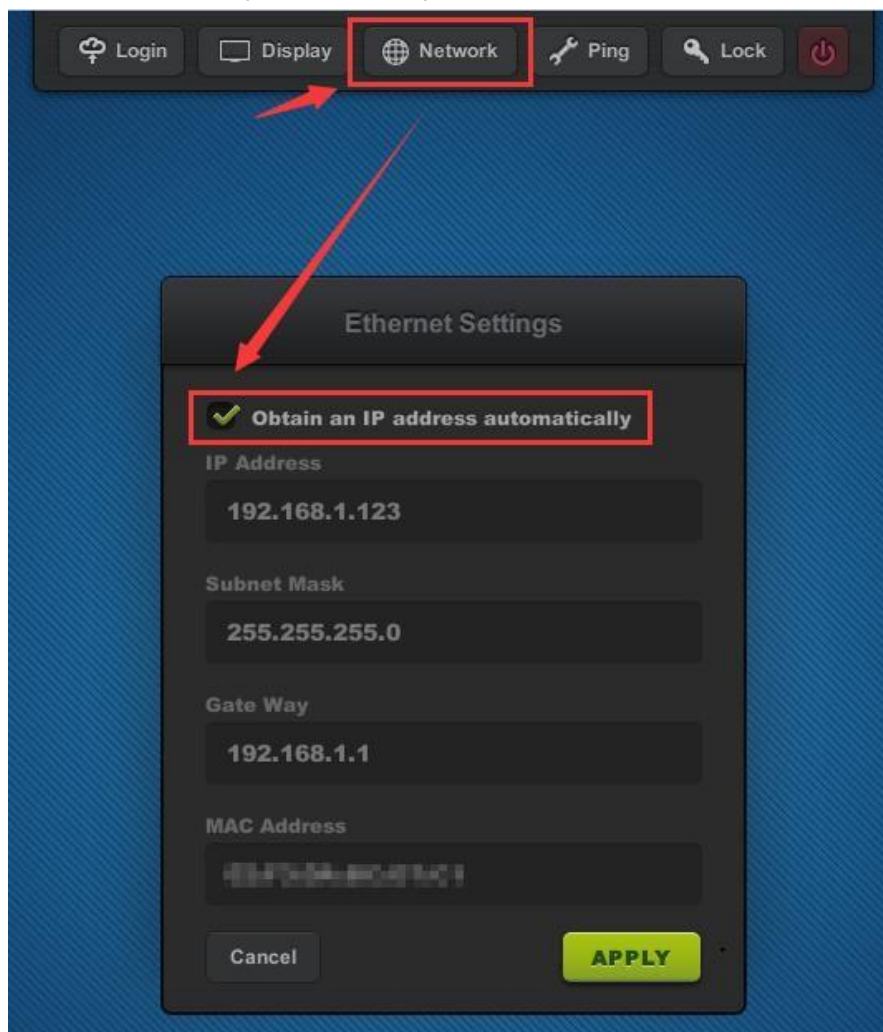 Login Display Network Ping Lock
Ethernet Settings
Obtain an IP address automatically
IP Address
192.168.1.123
Subnet Mask
255.255.255.0
Gate Way
192.168.1.1
MAC Address
Cancel APPLY